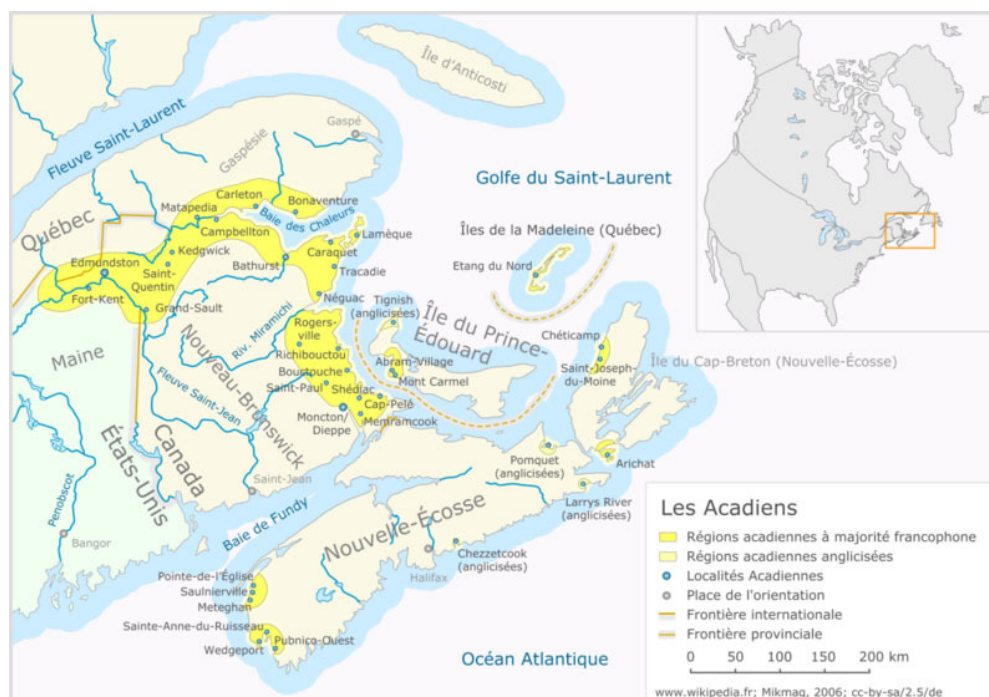 Île d'Anticosti
Fleuve Saint-Laurent
Gaspé
Gaspésie
Golfe du Saint-Laurent
Québec
Carleton
Matapedia
Bonaventure
Baie des Chaleurs
Campbellton
Lamèque
Îles de la Madeleine (Québec)
Kedgwick
Caraquet
Edmundston
Bathurst
Etang du Nord
Saint-
Quentin
Tracadie
Fort-Kent
Néguac
Tignish
(anglicisées)
Grand-Sault
Riv. Miramichi
Rogers-
ville
Île du Prince-
Édouard
Chéticamp
Maine
Nouveau-Brunswick
Richibouctou
Abram-Village
Saint-Joseph-
du-Moine
Île du Cap-Breton (Nouvelle-Écosse)
Bouctouche
Mont Carmel
Fleuve Saint-Jean
Saint-Paul
Shédiac
Cap-Pelé
Moncton/
Dieppe
Memramcook
États-Unis
Canada
Pomquet
(anglicisées)
Arichat
Penobscot
Saint-Jean
Larrys River
(anglicisées)
Bangor
Baie de Fundy
Nouvelle-Écosse
Chezzetcook
(anglicisées)
Halifax
Pointe-de-l'Église
Saulnierville
Meteghan
Sainte-Anne-du-Ruisseau
Pubnico-Ouest
Wedgeport
Océan Atlantique
Les Acadiens
Régions acadiennes à majorité francophone
Régions acadiennes anglicisées
Localités Acadiennes
Place de l'orientation
Frontière internationale
Frontière provinciale
0 50 100 150 200 km
www.wikipedia.fr; Mikmaq, 2006; cc-by-sa/2.5/de